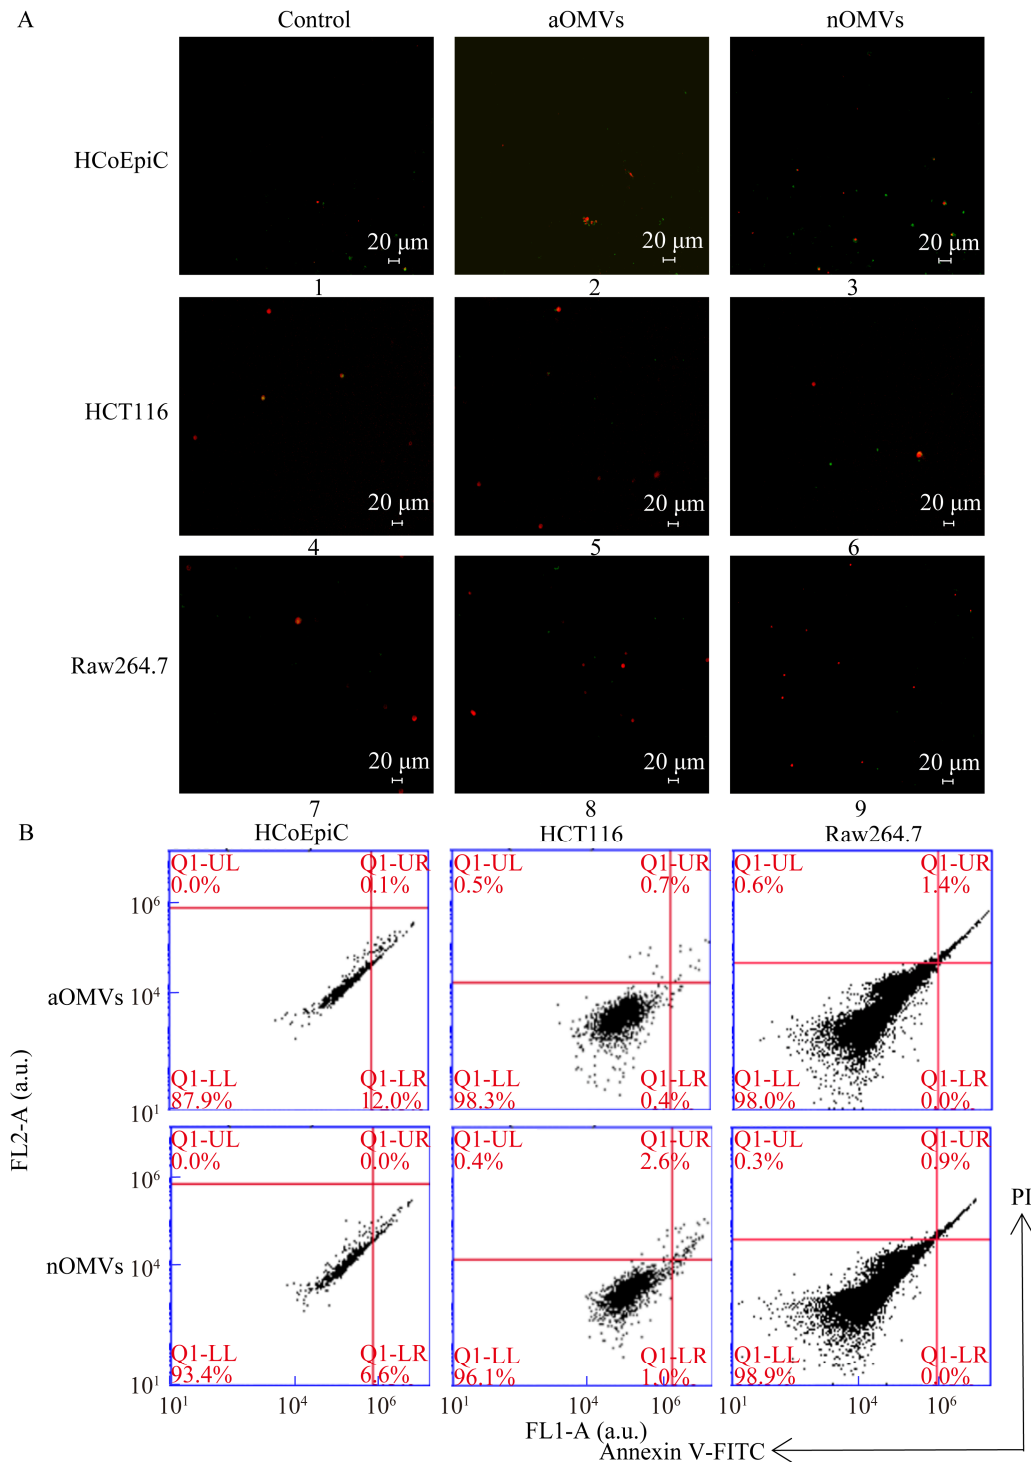 A
Control
aOMVs
nOMVs
HCoEpiC
20 μm
20 μm
20 μm
1
2
3
HCT116
20 μm
20 μm
20 μm
4
5
6
Raw264.7
20 μm
20 μm
20 μm
7
8
9
B
HCoEpiC
HCT116
Raw264.7
Q1-UL
0.0%
Q1-UR
0.1%
Q1-UL
0.5%
Q1-UR
0.7%
Q1-UL
0.6%
Q1-UR
1.4%
10⁶
aOMVs
10⁴
Q1-LL
87.9%
Q1-LR
12.0%
Q1-LL
98.3%
Q1-LR
0.4%
Q1-LL
98.0%
Q1-LR
0.0%
10¹
FL2-A (a.u.)
Q1-UL
0.0%
Q1-UR
0.0%
Q1-UL
0.4%
Q1-UR
2.6%
Q1-UL
0.3%
Q1-UR
0.9%
10⁶
PI
nOMVs
10⁴
Q1-LL
93.4%
Q1-LR
6.6%
Q1-LL
96.1%
Q1-LR
1.0%
Q1-LL
98.9%
Q1-LR
0.0%
10¹
10¹ 10⁴ 10⁶
10¹ 10⁴ 10⁶
10¹ 10⁴ 10⁶
FL1-A (a.u.)
Annexin V-FITC